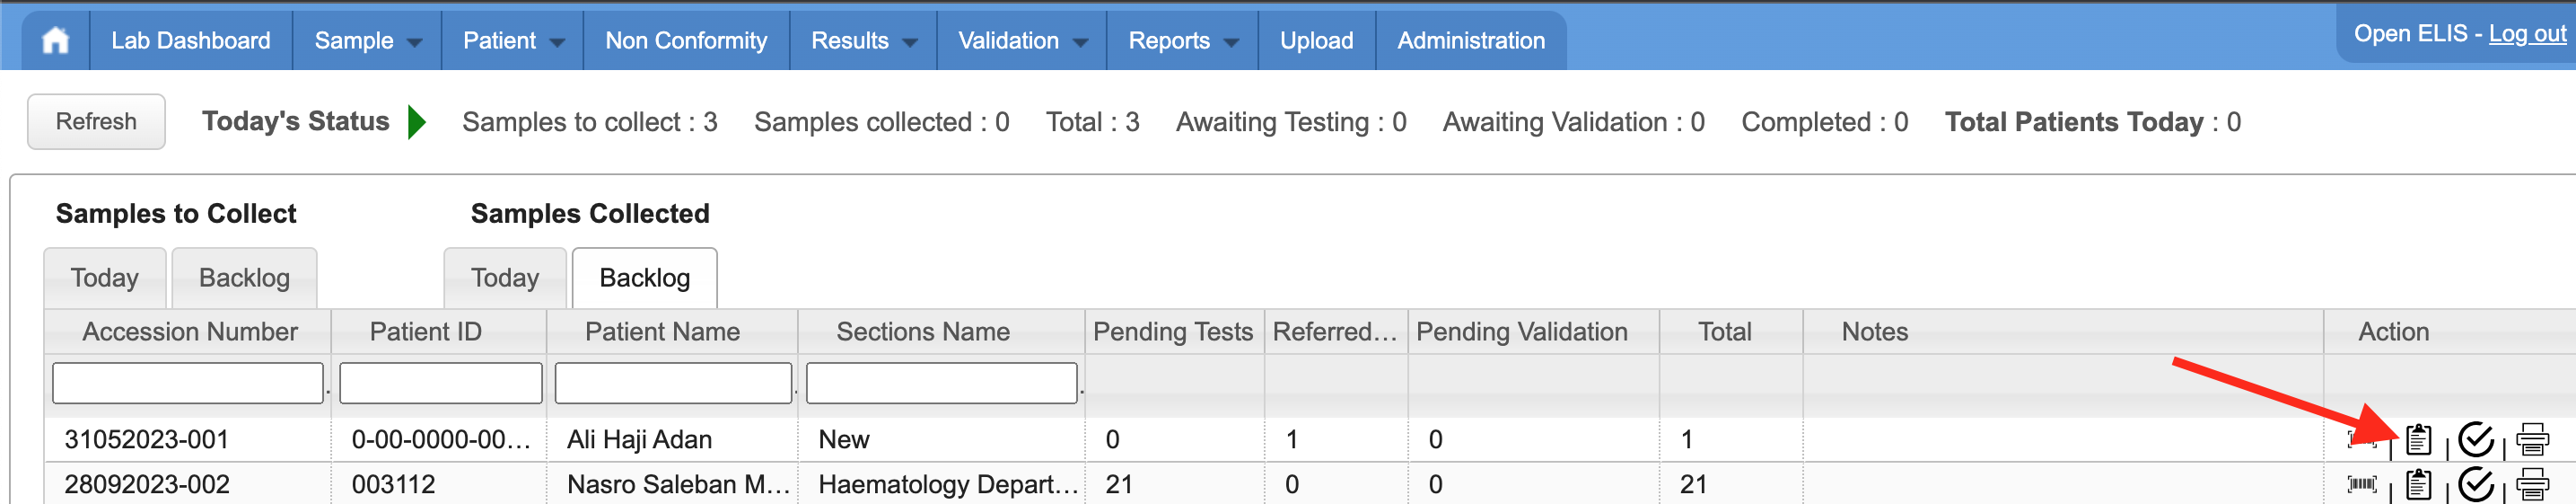 Lab Dashboard Sample Patient Non Conformity Results Validation Reports Upload Administration Open ELIS - Log out
Refresh Today's Status Samples to collect : 3 Samples collected : 0 Total : 3 Awaiting Testing : 0 Awaiting Validation : 0 Completed : 0 Total Patients Today : 0
Samples to Collect Samples Collected
Today Backlog Today Backlog
Accession Number Patient ID Patient Name Sections Name Pending Tests Referred... Pending Validation Total Notes Action
31052023-001 0-00-0000-00... Ali Haji Adan New 0 1 0 1
28092023-002 003112 Nasro Saleban M... Haematology Depart... 21 0 0 21